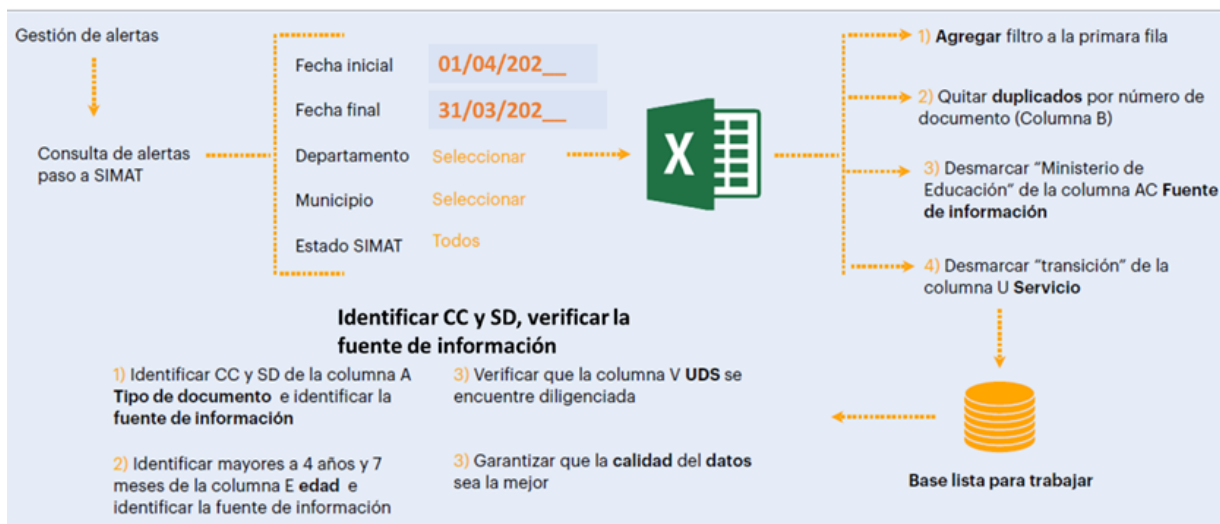 Gestión de alertas
Consulta de alertas
paso a SIMAT
Fecha inicial 01/04/202__
Fecha final 31/03/202__
Departamento Seleccionar
Municipio Seleccionar
Estado SIMAT Todos
X
1) Agregar filtro a la primara fila
2) Quitar duplicados por número de
documento (Columna B)
3) Desmarcar “Ministerio de
Educación” de la columna AC Fuente
de información
4) Desmarcar “transición” de la
columna U Servicio
Identificar CC y SD, verificar la
fuente de información
1) Identificar CC y SD de la columna A
Tipo de documento e identificar la
fuente de información
2) Identificar mayores a 4 años y 7
meses de la columna E edad e
identificar la fuente de información
3) Verificar que la columna V UDS se
encuentre diligenciada
3) Garantizar que la calidad del datos
sea la mejor
Base lista para trabajar